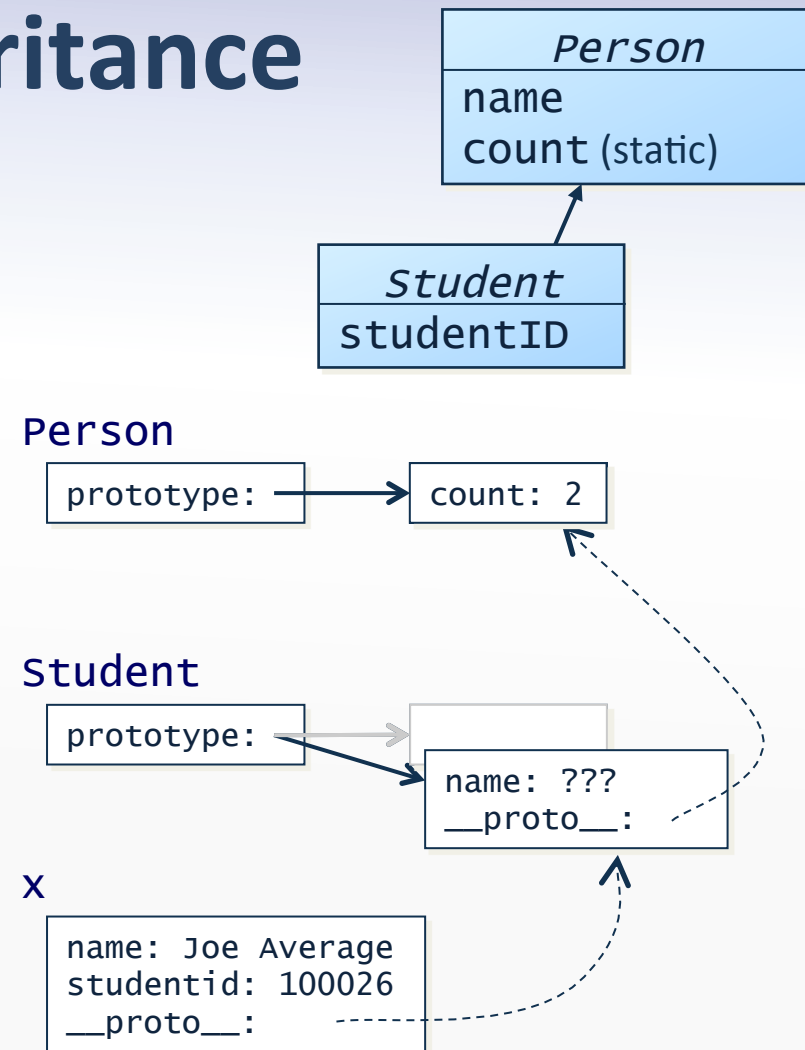 ritance
Person
name
count (static)
Student
studentID
Person
prototype:
count: 2
Student
prototype:
name: ???
__proto__:
x
name: Joe Average
studentid: 100026
__proto__: